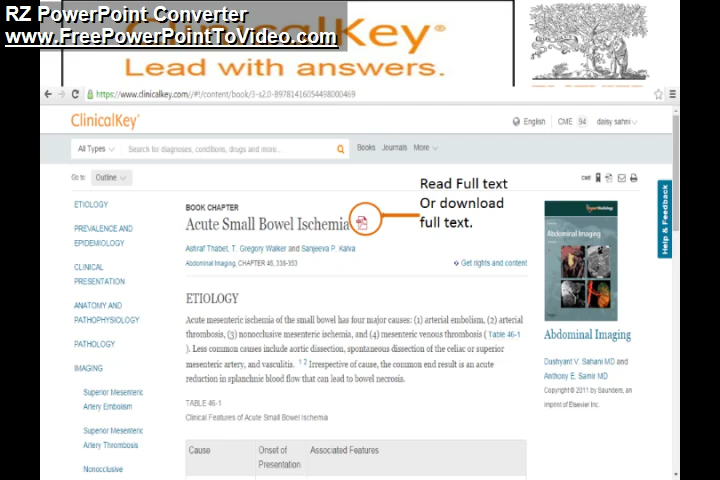 RZ PowerPoint Converter
www.FreePowerPointToVideo.com
ClinicalKey®
Lead with answers.
https://www.clinicalkey.com//#!/content/book/3-s2.0-B9781416054498000469
ClinicalKey®
English
CME 94
daisy sahni
All Types
Search for diagnoses, conditions, drugs and more...
Books Journals More
Go to: Outline
CME
Read Full text
Or download
full text.
Help & Feedback
ETIOLOGY
PREVALENCE AND
EPIDEMIOLOGY
CLINICAL
PRESENTATION
ANATOMY AND
PATHOPHYSIOLOGY
PATHOLOGY
IMAGING
Superior Mesenteric
Artery Embolism
Superior Mesenteric
Artery Thrombosis
Nonocclusive
BOOK CHAPTER
Acute Small Bowel Ischemia
Ashraf Thabet, T. Gregory Walker and Sanjeeva P. Kalva
Abdominal Imaging, CHAPTER 46, 338-353
Get rights and content
ETIOLOGY
Acute mesenteric ischemia of the small bowel has four major causes: (1) arterial embolism, (2) arterial
thrombosis, (3) nonocclusive mesenteric ischemia, and (4) mesenteric venous thrombosis ( Table 46-1
). Less common causes include aortic dissection, spontaneous dissection of the celiac or superior
mesenteric artery, and vasculitis. 1 2 Irrespective of cause, the common end result is an acute
reduction in splanchnic blood flow that can lead to bowel necrosis.
TABLE 46-1
Clinical Features of Acute Small Bowel Ischemia
Cause
Onset of
Presentation
Associated Features
Abdominal Imaging
Abdominal Imaging
Dushyant V. Sahani MD and
Anthony E. Samir MD
Copyright © 2011 by Saunders, an
imprint of Elsevier Inc.